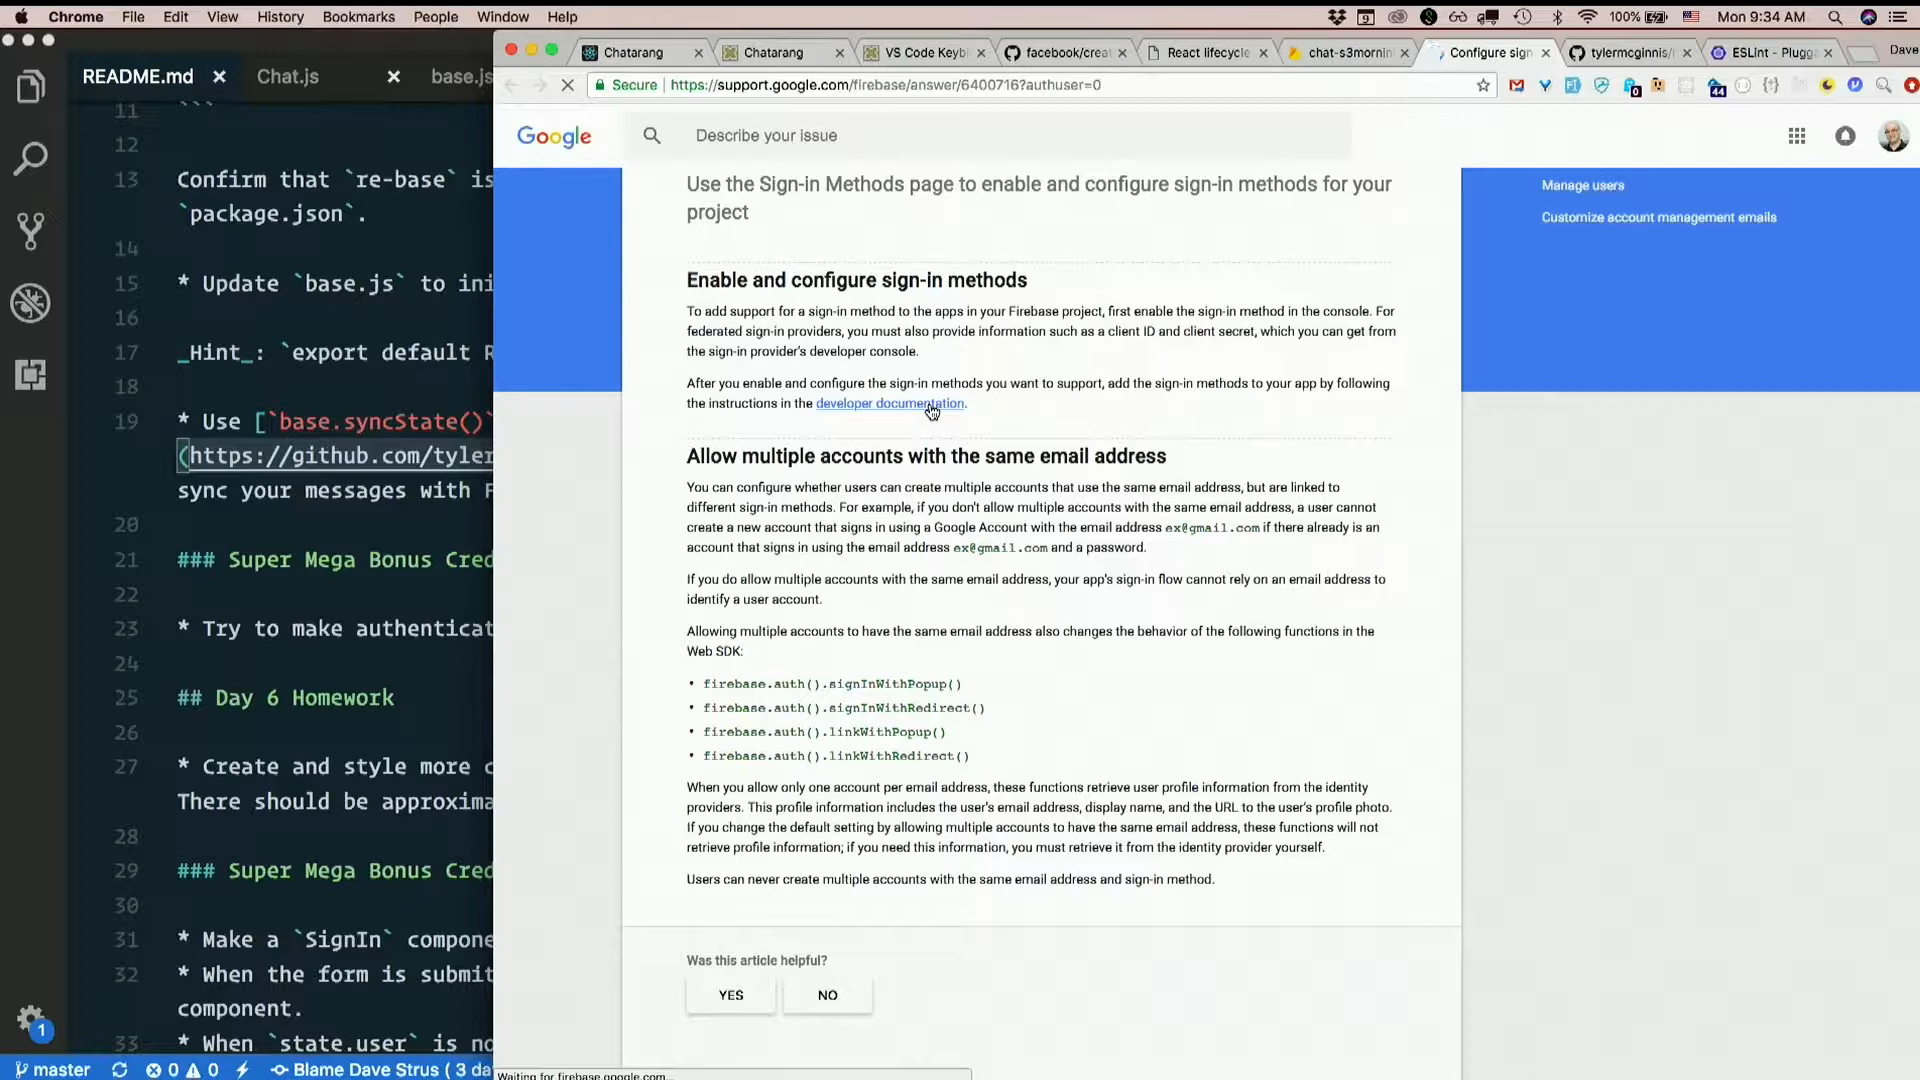 Chrome File Edit View History Bookmarks People Window Help
9 100% Mon 9:34 AM
README.md × Chat.js × base.js
Chatarang × Chatarang × VS Code Keybi × facebook/creat × React lifecycle × chat-s3mornin × Configure sign × tylermcginnis/ × ESLint - Plugga × Dave
Secure https://support.google.com/firebase/answer/6400716?authuser=0
0 44
Google Describe your issue
11 ```
12
13 Confirm that `re-base` is
`package.json`.
14
15 * Update `base.js` to ini
16
17 _Hint_: `export default R
18
19 * Use [`base.syncState()`
(https://github.com/tyler
sync your messages with F
20
21 ### Super Mega Bonus Cred
22
23 * Try to make authenticat
24
25 ## Day 6 Homework
26
27 * Create and style more c
There should be approxima
28
29 ### Super Mega Bonus Cred
30
31 * Make a `SignIn` compone
32 * When the form is submit
component.
33 * When `state.user` is no
1
master 0 0 Blame Dave Strus ( 3 da
Use the Sign-in Methods page to enable and configure sign-in methods for your
project
Enable and configure sign-in methods
To add support for a sign-in method to the apps in your Firebase project, first enable the sign-in method in the console. For
federated sign-in providers, you must also provide information such as a client ID and client secret, which you can get from
the sign-in provider's developer console.
After you enable and configure the sign-in methods you want to support, add the sign-in methods to your app by following
the instructions in the developer documentation.
Allow multiple accounts with the same email address
You can configure whether users can create multiple accounts that use the same email address, but are linked to
different sign-in methods. For example, if you don't allow multiple accounts with the same email address, a user cannot
create a new account that signs in using a Google Account with the email address ex@gmail.com if there already is an
account that signs in using the email address ex@gmail.com and a password.
If you do allow multiple accounts with the same email address, your app's sign-in flow cannot rely on an email address to
identify a user account.
Allowing multiple accounts to have the same email address also changes the behavior of the following functions in the
Web SDK:
• firebase.auth().signInWithPopup()
• firebase.auth().signInWithRedirect()
• firebase.auth().linkWithPopup()
• firebase.auth().linkWithRedirect()
When you allow only one account per email address, these functions retrieve user profile information from the identity
providers. This profile information includes the user's email address, display name, and the URL to the user's profile photo.
If you change the default setting by allowing multiple accounts to have the same email address, these functions will not
retrieve profile information; if you need this information, you must retrieve it from the identity provider yourself.
Users can never create multiple accounts with the same email address and sign-in method.
Was this article helpful?
YES NO
Manage users
Customize account management emails
Waiting for firebase.google.com...